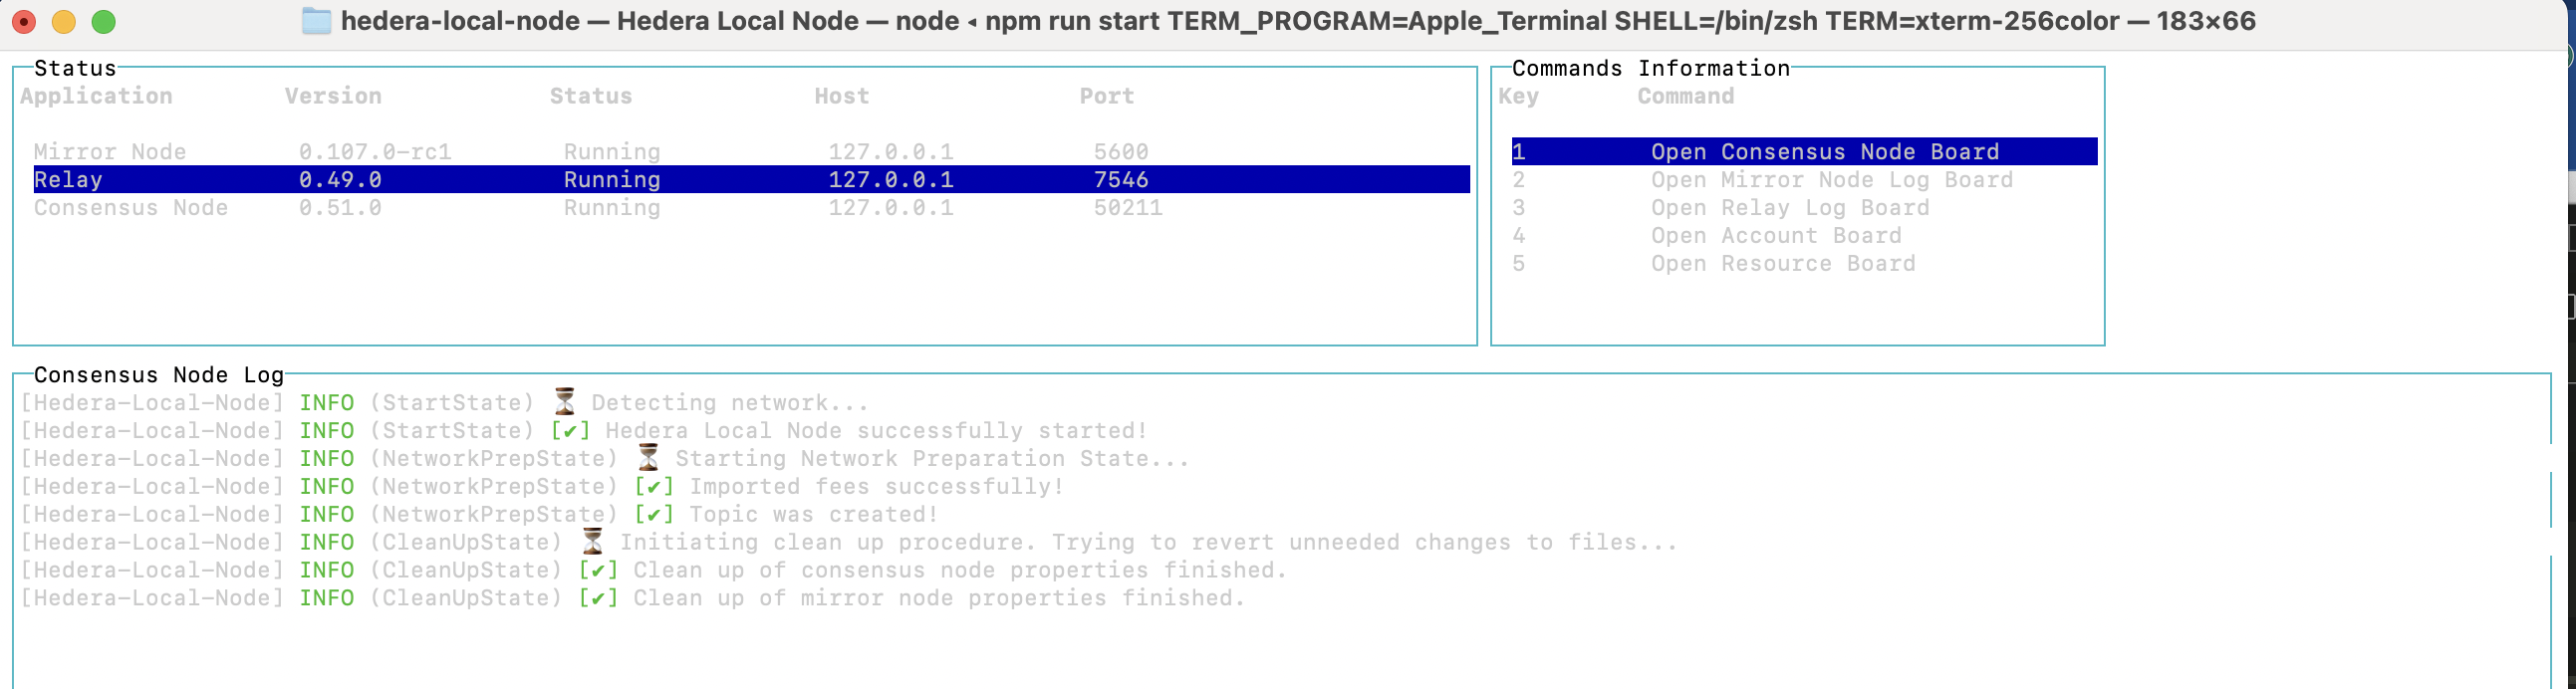 hedera-local-node — Hedera Local Node — node ◂ npm run start TERM_PROGRAM=Apple_Terminal SHELL=/bin/zsh TERM=xterm-256color — 183×66
Status
Application Version Status Host Port
Mirror Node 0.107.0-rc1 Running 127.0.0.1 5600
Relay 0.49.0 Running 127.0.0.1 7546
Consensus Node 0.51.0 Running 127.0.0.1 50211
Commands Information
Key Command
1 Open Consensus Node Board
2 Open Mirror Node Log Board
3 Open Relay Log Board
4 Open Account Board
5 Open Resource Board
Consensus Node Log
[Hedera-Local-Node] INFO (StartState) ⏳ Detecting network...
[Hedera-Local-Node] INFO (StartState) [✔] Hedera Local Node successfully started!
[Hedera-Local-Node] INFO (NetworkPrepState) ⏳ Starting Network Preparation State...
[Hedera-Local-Node] INFO (NetworkPrepState) [✔] Imported fees successfully!
[Hedera-Local-Node] INFO (NetworkPrepState) [✔] Topic was created!
[Hedera-Local-Node] INFO (CleanUpState) ⏳ Initiating clean up procedure. Trying to revert unneeded changes to files...
[Hedera-Local-Node] INFO (CleanUpState) [✔] Clean up of consensus node properties finished.
[Hedera-Local-Node] INFO (CleanUpState) [✔] Clean up of mirror node properties finished.